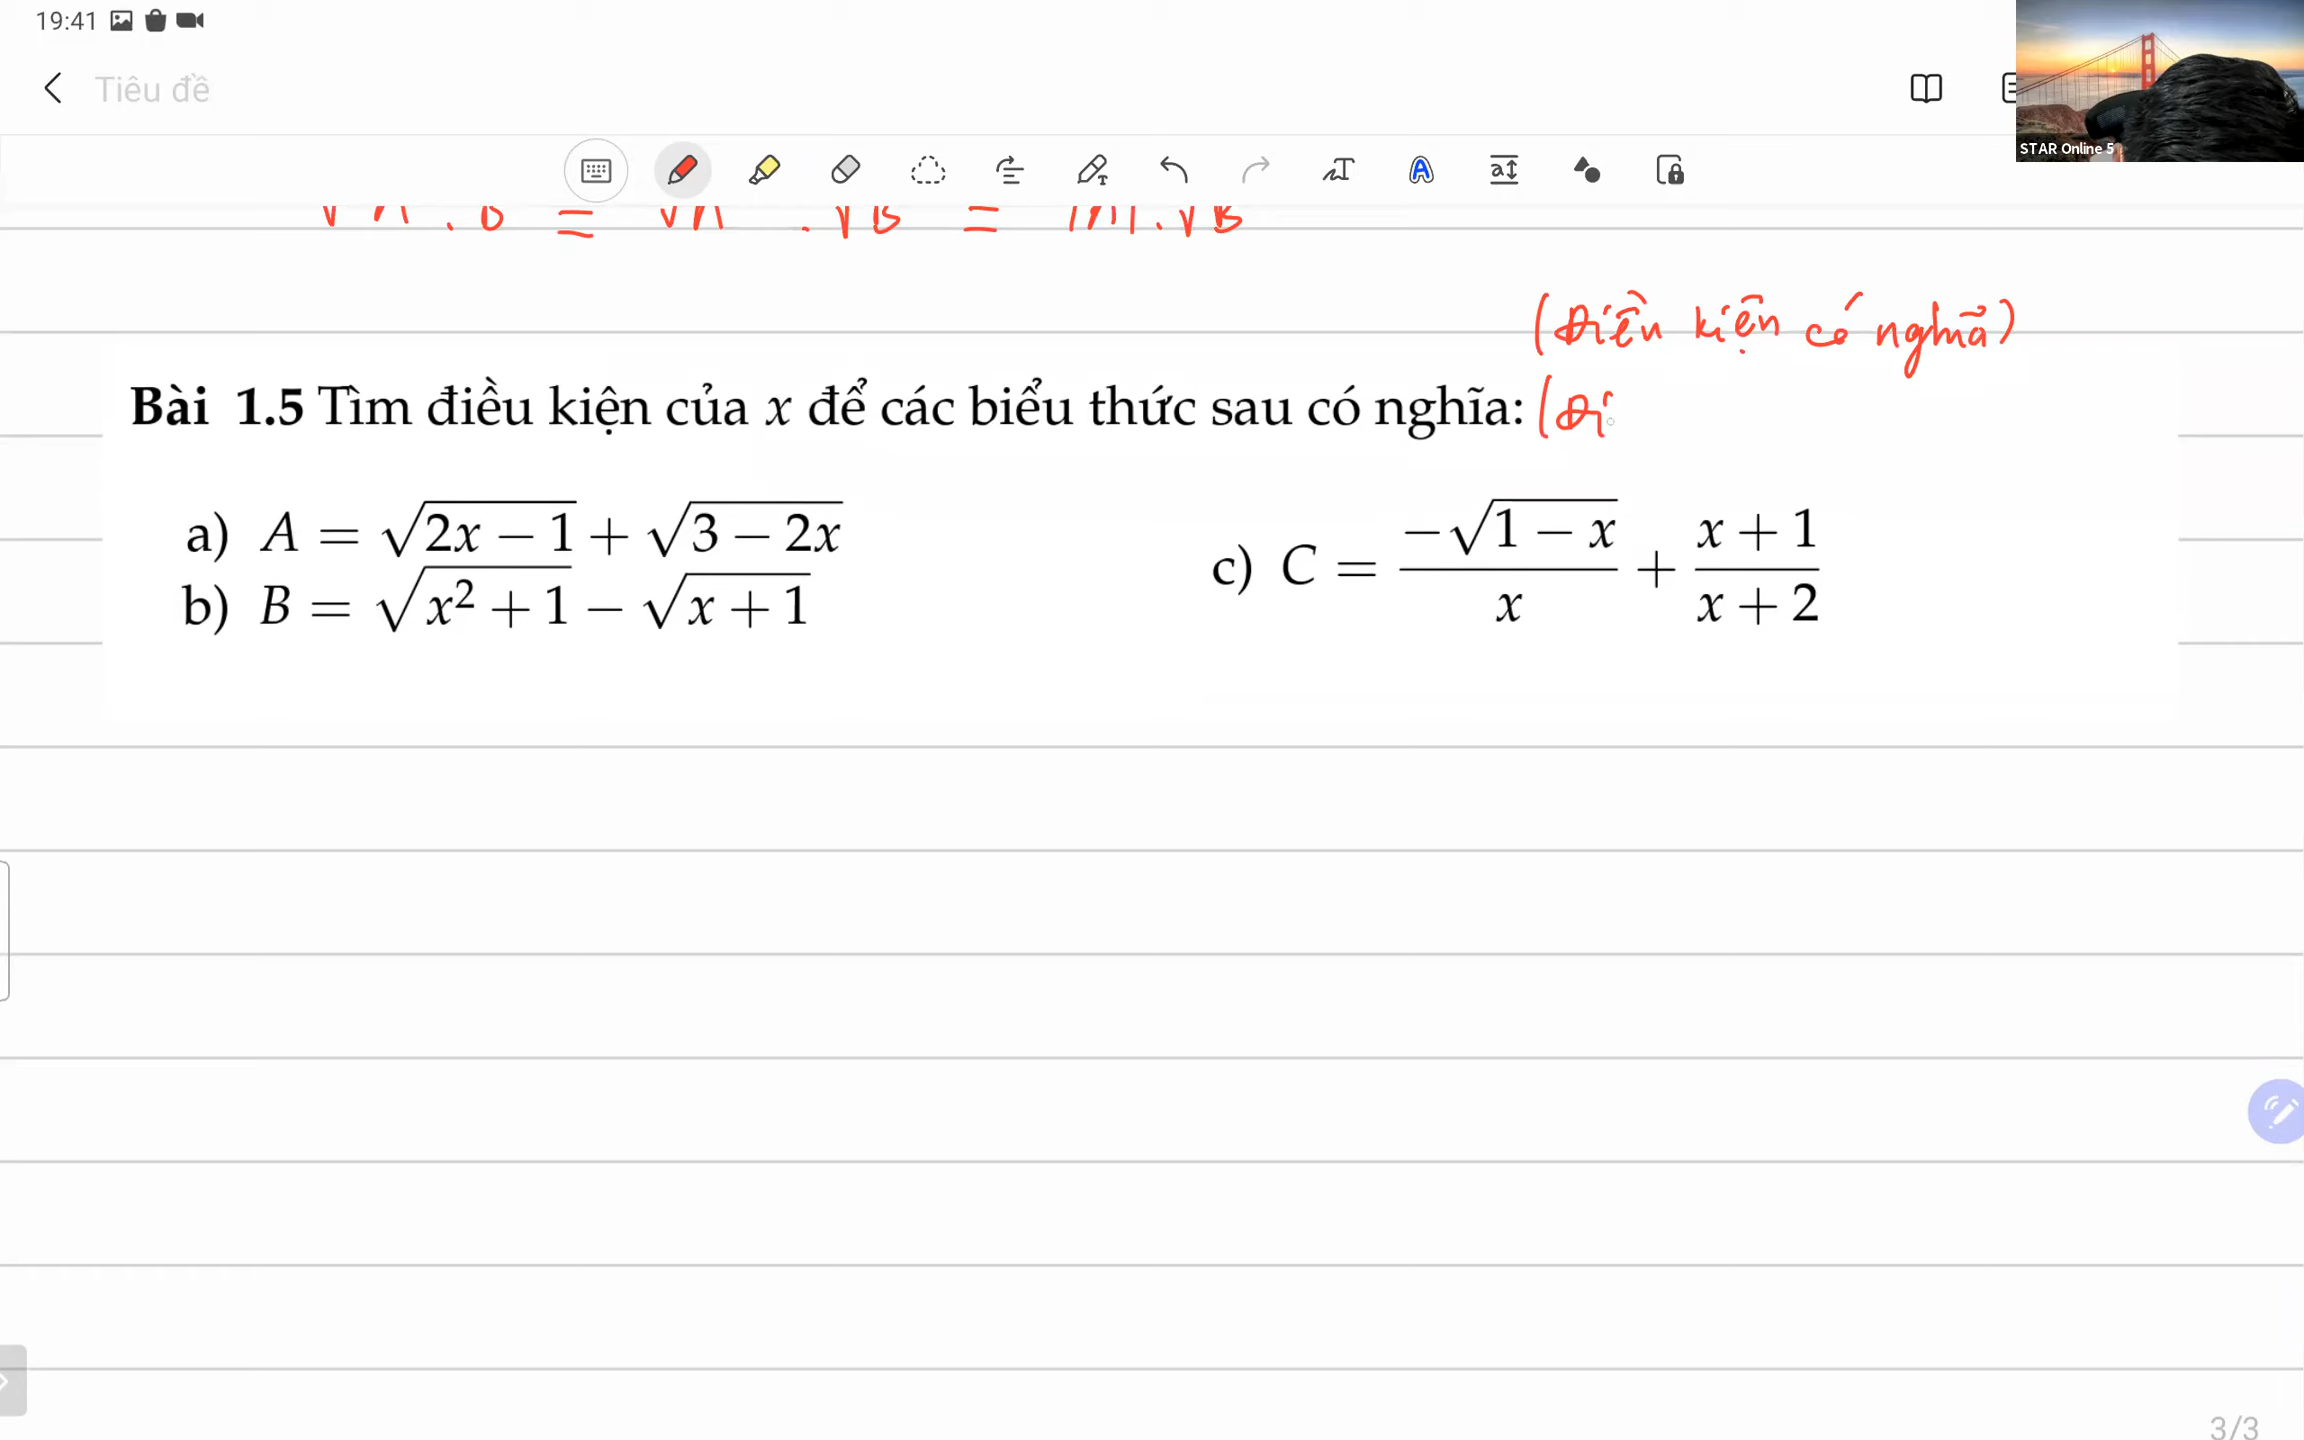 19:41
Tiêu đề
STAR Online 5
(Điều kiện có nghĩa)
Bài 1.5 Tìm điều kiện của x để các biểu thức sau có nghĩa: (Đi
a) A = √(2x − 1) + √(3 − 2x)
b) B = √(x² + 1) − √(x + 1)
c) C = (−√(1 − x))/x + (x + 1)/(x + 2)
3/3